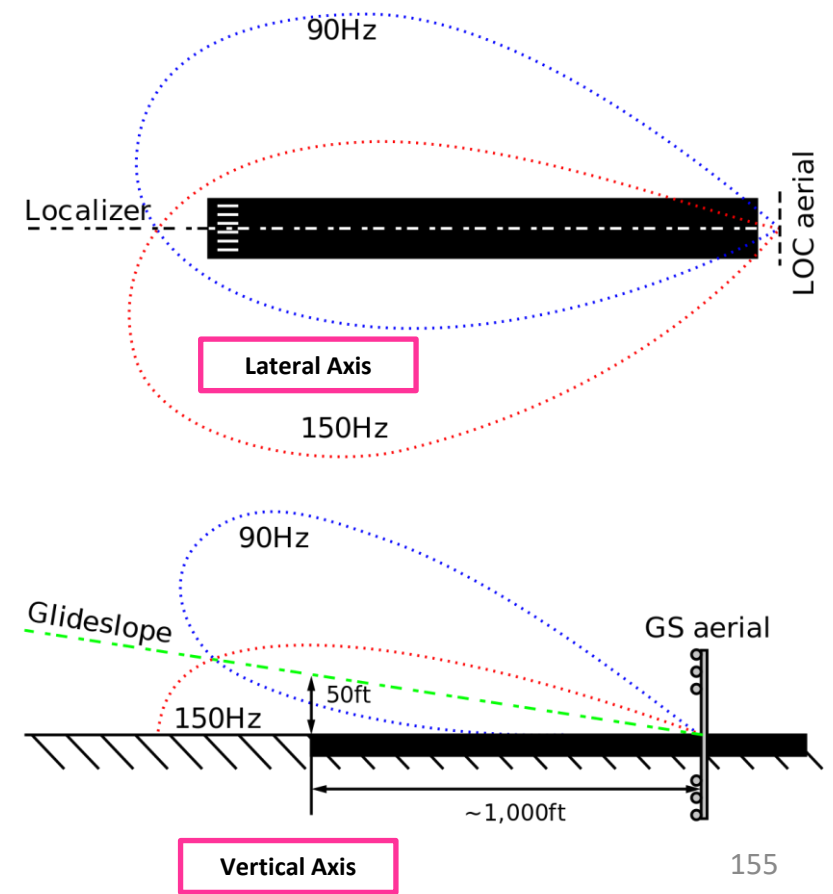 90Hz
Localizer
LOC aerial
Lateral Axis
150Hz
90Hz
Glideslope
GS aerial
50ft
150Hz
~1,000ft
Vertical Axis
155